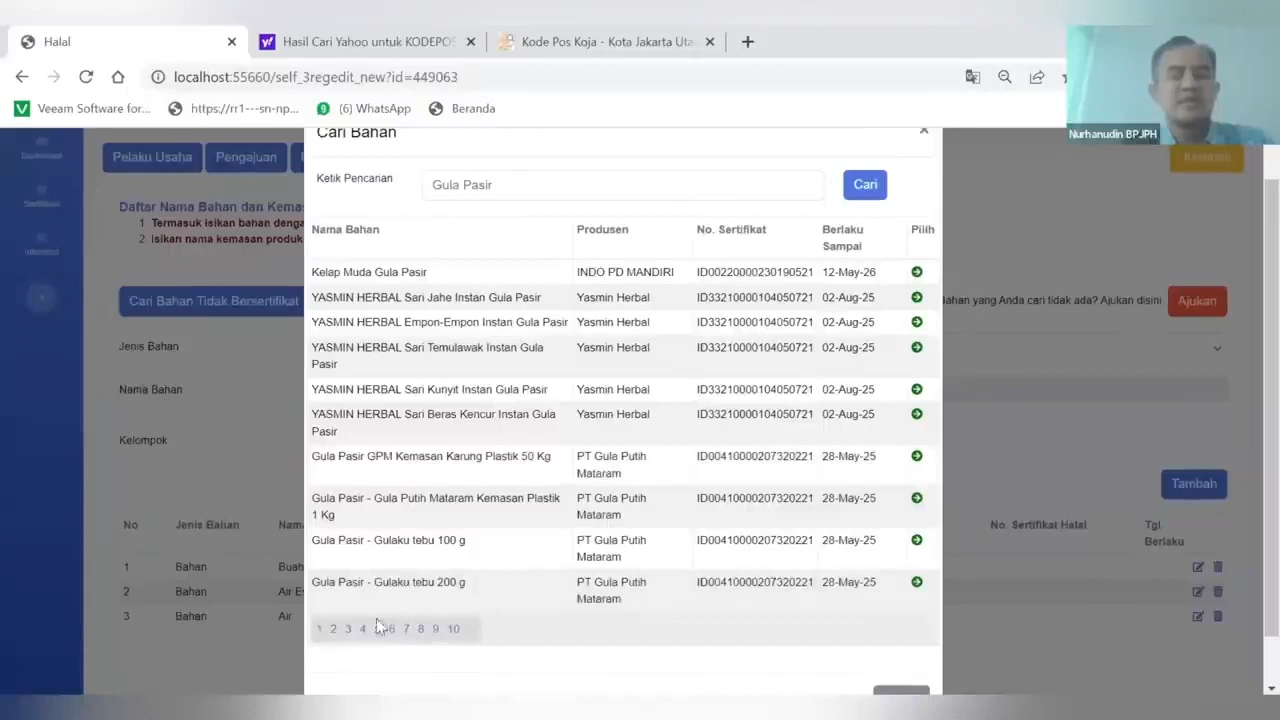 Halal
Hasil Cari Yahoo untuk KODEPOS
Kode Pos Koja - Kota Jakarta Uta
localhost:55660/self_3regedit_new?id=449063
Veeam Software for...
https://rr1---sn-np...
(6) WhatsApp
Beranda
Nurhanudin BPJPH
Cari Bahan
Dashboard
Pelaku Usaha
Pengajuan
Ketik Pencarian
Gula Pasir
Cari
Daftar Nama Bahan dan Kema
1 Termasuk isikan bahan denga
2 Isikan nama kemasan produk
Nama Bahan Produsen No. Sertifikat Berlaku Sampai Pilih
Kelap Muda Gula Pasir INDO PD MANDIRI ID00220000230190521 12-May-26
YASMIN HERBAL Sari Jahe Instan Gula Pasir Yasmin Herbal ID33210000104050721 02-Aug-25
YASMIN HERBAL Empon-Empon Instan Gula Pasir Yasmin Herbal ID33210000104050721 02-Aug-25
YASMIN HERBAL Sari Temulawak Instan Gula Pasir Yasmin Herbal ID33210000104050721 02-Aug-25
YASMIN HERBAL Sari Kunyit Instan Gula Pasir Yasmin Herbal ID33210000104050721 02-Aug-25
YASMIN HERBAL Sari Beras Kencur Instan Gula Pasir Yasmin Herbal ID33210000104050721 02-Aug-25
Gula Pasir GPM Kemasan Karung Plastik 50 Kg PT Gula Putih Mataram ID00410000207320221 28-May-25
Gula Pasir - Gula Putih Mataram Kemasan Plastik 1 Kg PT Gula Putih Mataram ID00410000207320221 28-May-25
Gula Pasir - Gulaku tebu 100 g PT Gula Putih Mataram ID00410000207320221 28-May-25
Gula Pasir - Gulaku tebu 200 g PT Gula Putih Mataram ID00410000207320221 28-May-25
1 2 3 4 6 7 8 9 10
Cari Bahan Tidak Bersertifikat
Bahan yang Anda cari tidak ada? Ajukan disini
Ajukan
Jenis Bahan
Nama Bahan
Kelompok
Tambah
No Jenis Bahan Nam No. Sertifikat Halal Tgl. Berlaku
1 Bahan Buah
2 Bahan Air Es
3 Bahan Air